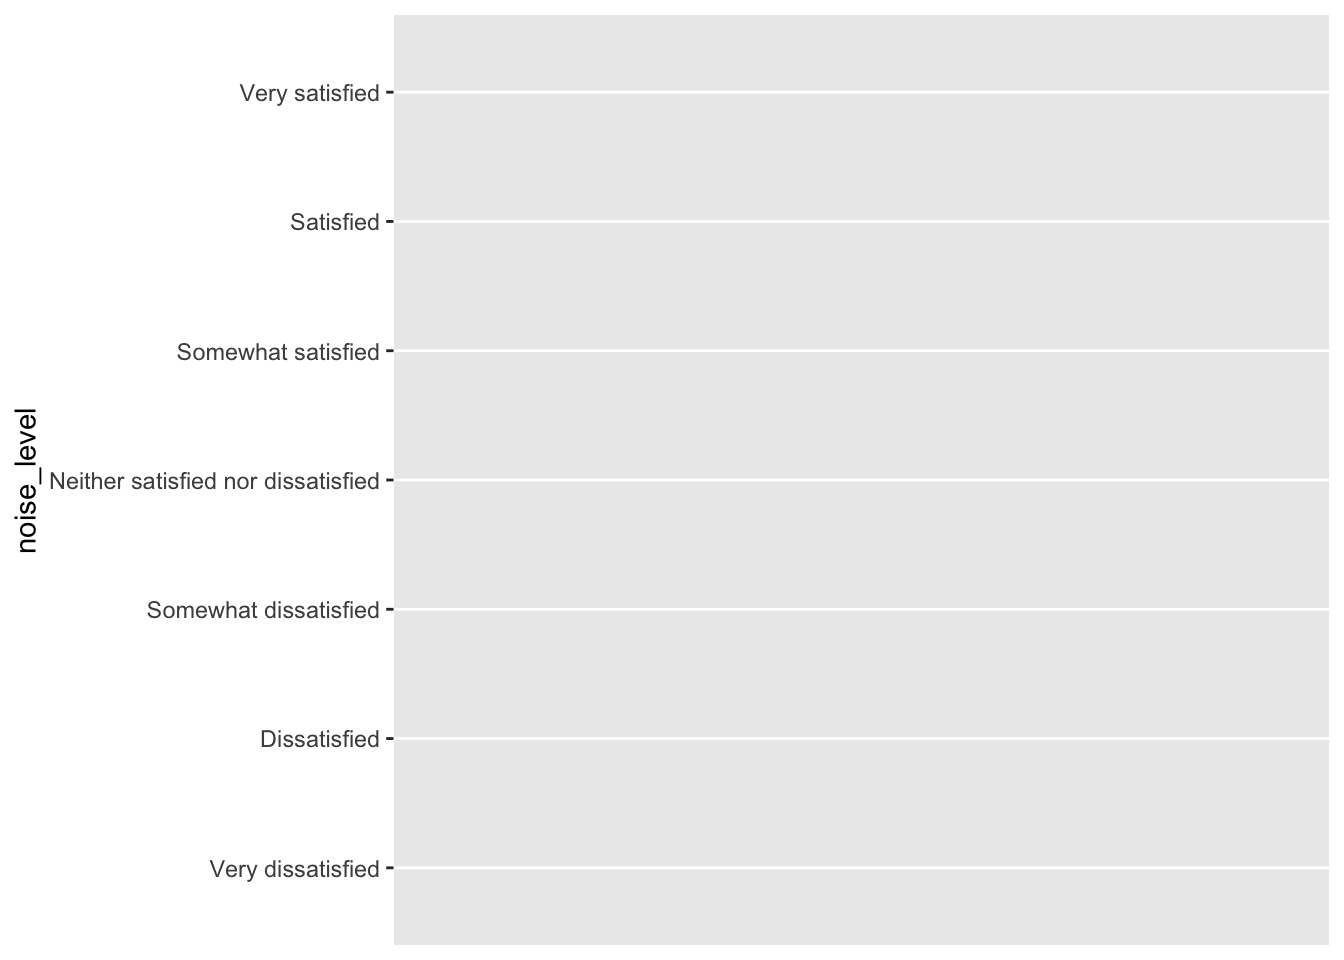 Very satisfied
Satisfied
Somewhat satisfied
noise_level
Neither satisfied nor dissatisfied
Somewhat dissatisfied
Dissatisfied
Very dissatisfied